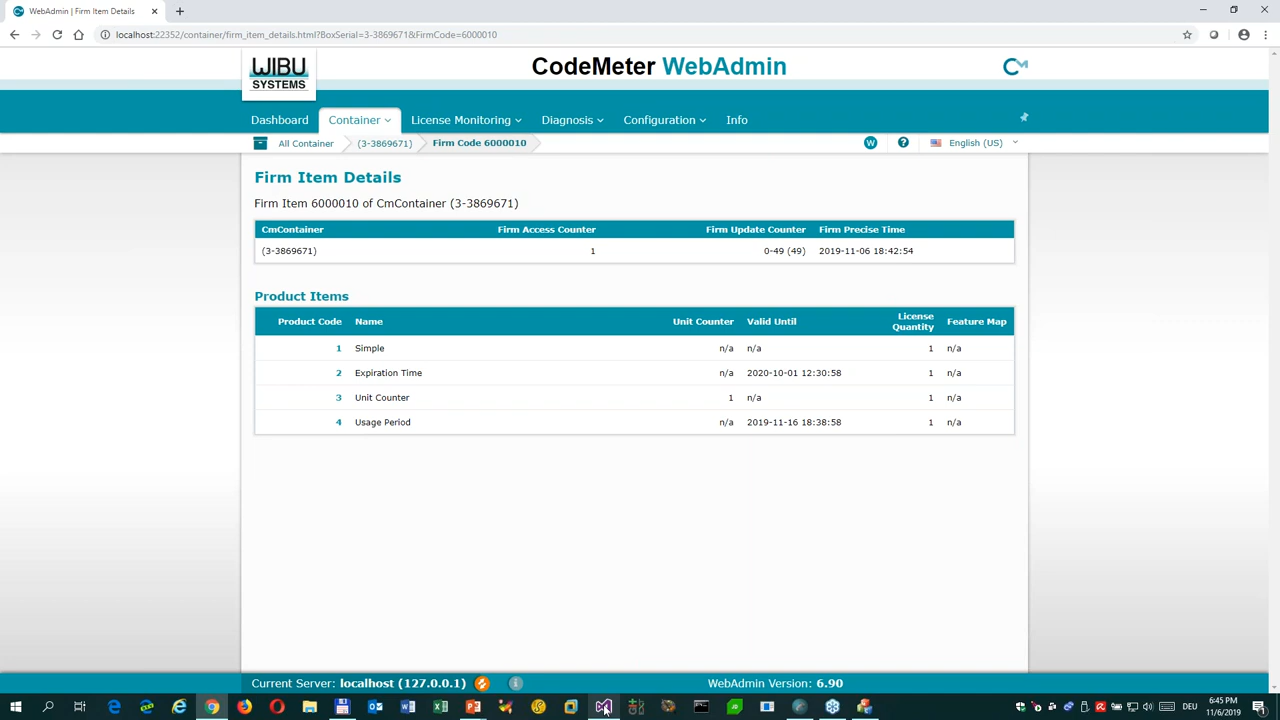 WebAdmin | Firm Item Details
localhost:22352/container/firm_item_details.html?BoxSerial=3-3869671&FirmCode=6000010
WIBU
SYSTEMS
CodeMeter WebAdmin
Dashboard Container License Monitoring Diagnosis Configuration Info
All Container (3-3869671) Firm Code 6000010 W ? English (US)
Firm Item Details
Firm Item 6000010 of CmContainer (3-3869671)
CmContainer Firm Access Counter Firm Update Counter Firm Precise Time
(3-3869671) 1 0-49 (49) 2019-11-06 18:42:54
Product Items
Product Code Name Unit Counter Valid Until License Quantity Feature Map
1 Simple n/a n/a 1 n/a
2 Expiration Time n/a 2020-10-01 12:30:58 1 n/a
3 Unit Counter 1 n/a 1 n/a
4 Usage Period n/a 2019-11-16 18:38:58 1 n/a
Current Server: localhost (127.0.0.1) WebAdmin Version: 6.90
DEU
6:45 PM
11/6/2019